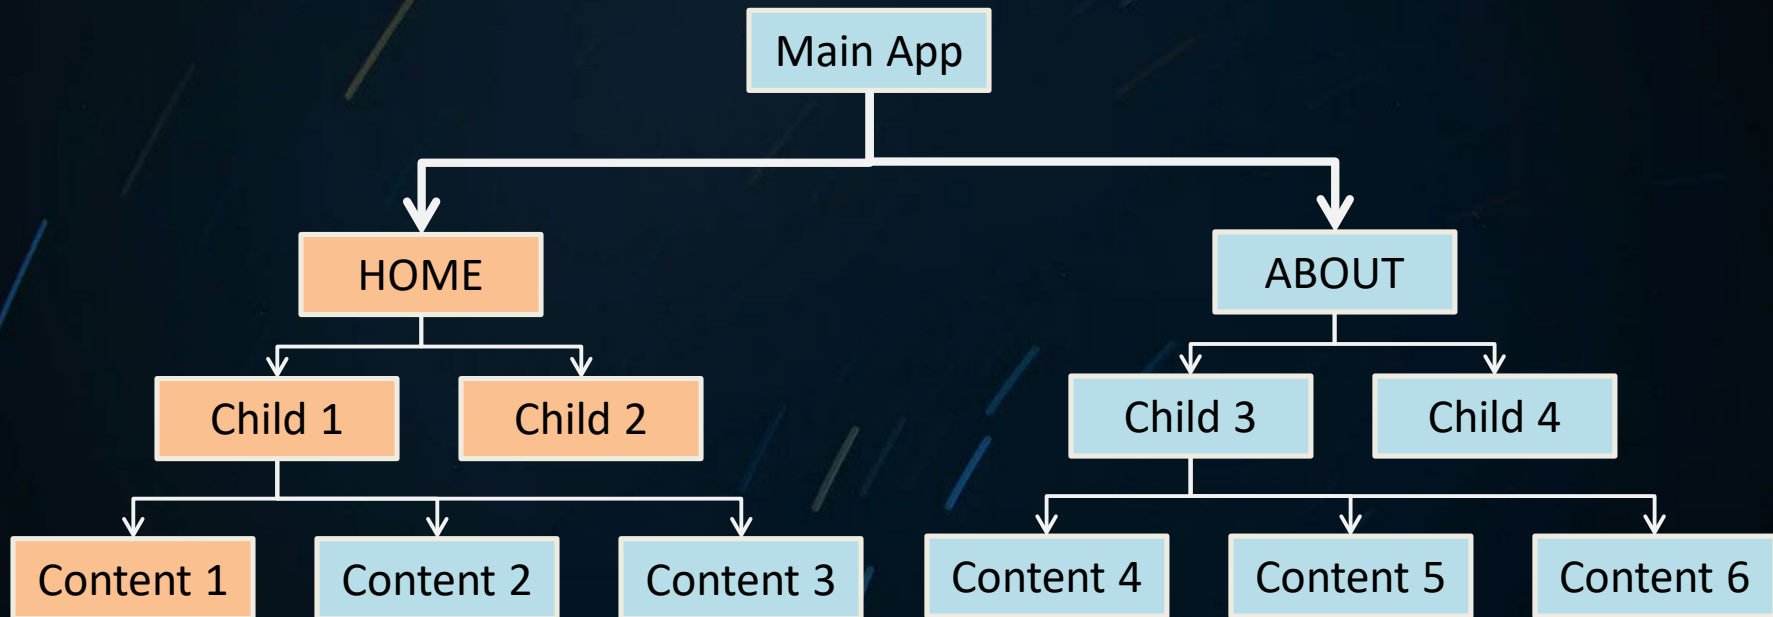 Main App
HOME
ABOUT
Child 1
Child 2
Child 3
Child 4
Content 1
Content 2
Content 3
Content 4
Content 5
Content 6